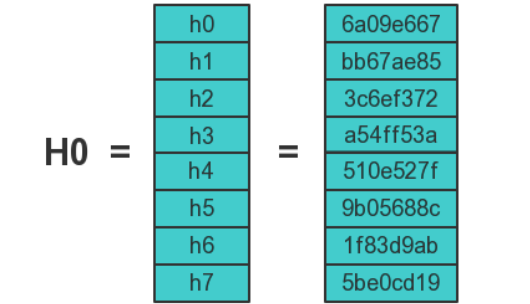 h0 6a09e667
h1 bb67ae85
h2 3c6ef372
H0 = h3 = a54ff53a
h4 510e527f
h5 9b05688c
h6 1f83d9ab
h7 5be0cd19